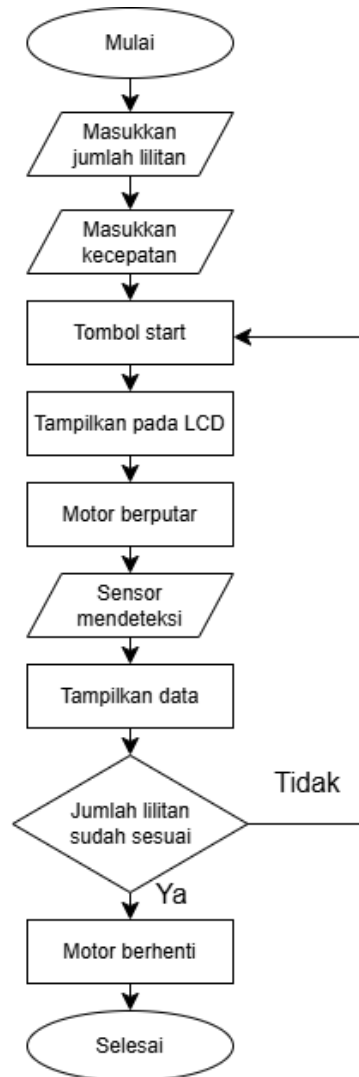 Mulai
Masukkan
jumlah lilitan
Masukkan
kecepatan
Tombol start
Tampilkan pada LCD
Motor berputar
Sensor
mendeteksi
Tampilkan data
Jumlah lilitan
sudah sesuai
Tidak
Ya
Motor berhenti
Selesai